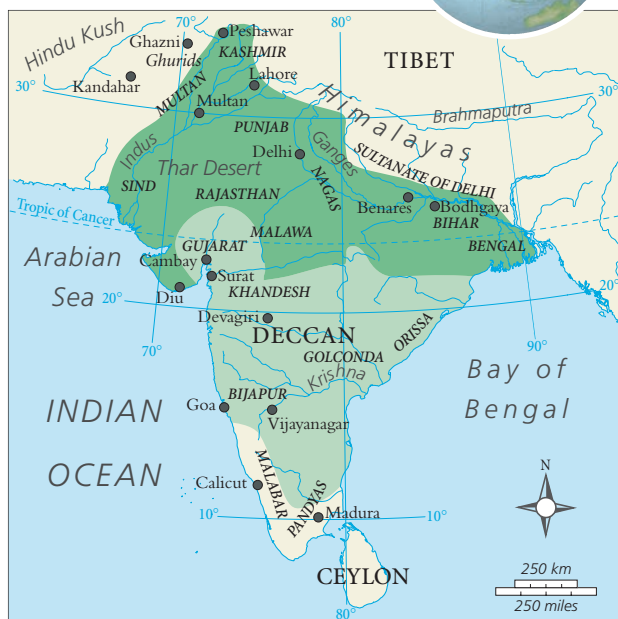 70°
80°
Hindu Kush
Peshawar
Ghazni
KASHMIR
Ghurids
TIBET
Kandahar
Lahore
30°
MULTAN
Multan
Himalayas
30°
Brahmaputra
PUNJAB
Indus
Delhi
Ganges
Thar Desert
SULTANATE OF DELHI
SIND
NAGAS
RAJASTHAN
Benares
Bodhgaya
BIHAR
Tropic of Cancer
MALAWA
BENGAL
GUJARAT
Arabian
Sea
Cambay
Surat
KHANDESH
Diu
20°
20°
Devagiri
DECCAN
ORISSA
70°
GOLCONDA
90°
Krishna
Bay of
Bengal
BIJAPUR
Goa
INDIAN
OCEAN
Vijayanagar
MALABAR
Calicut
N
PANDYAS
10°
Madura
10°
CEYLON
250 km
250 miles
80°